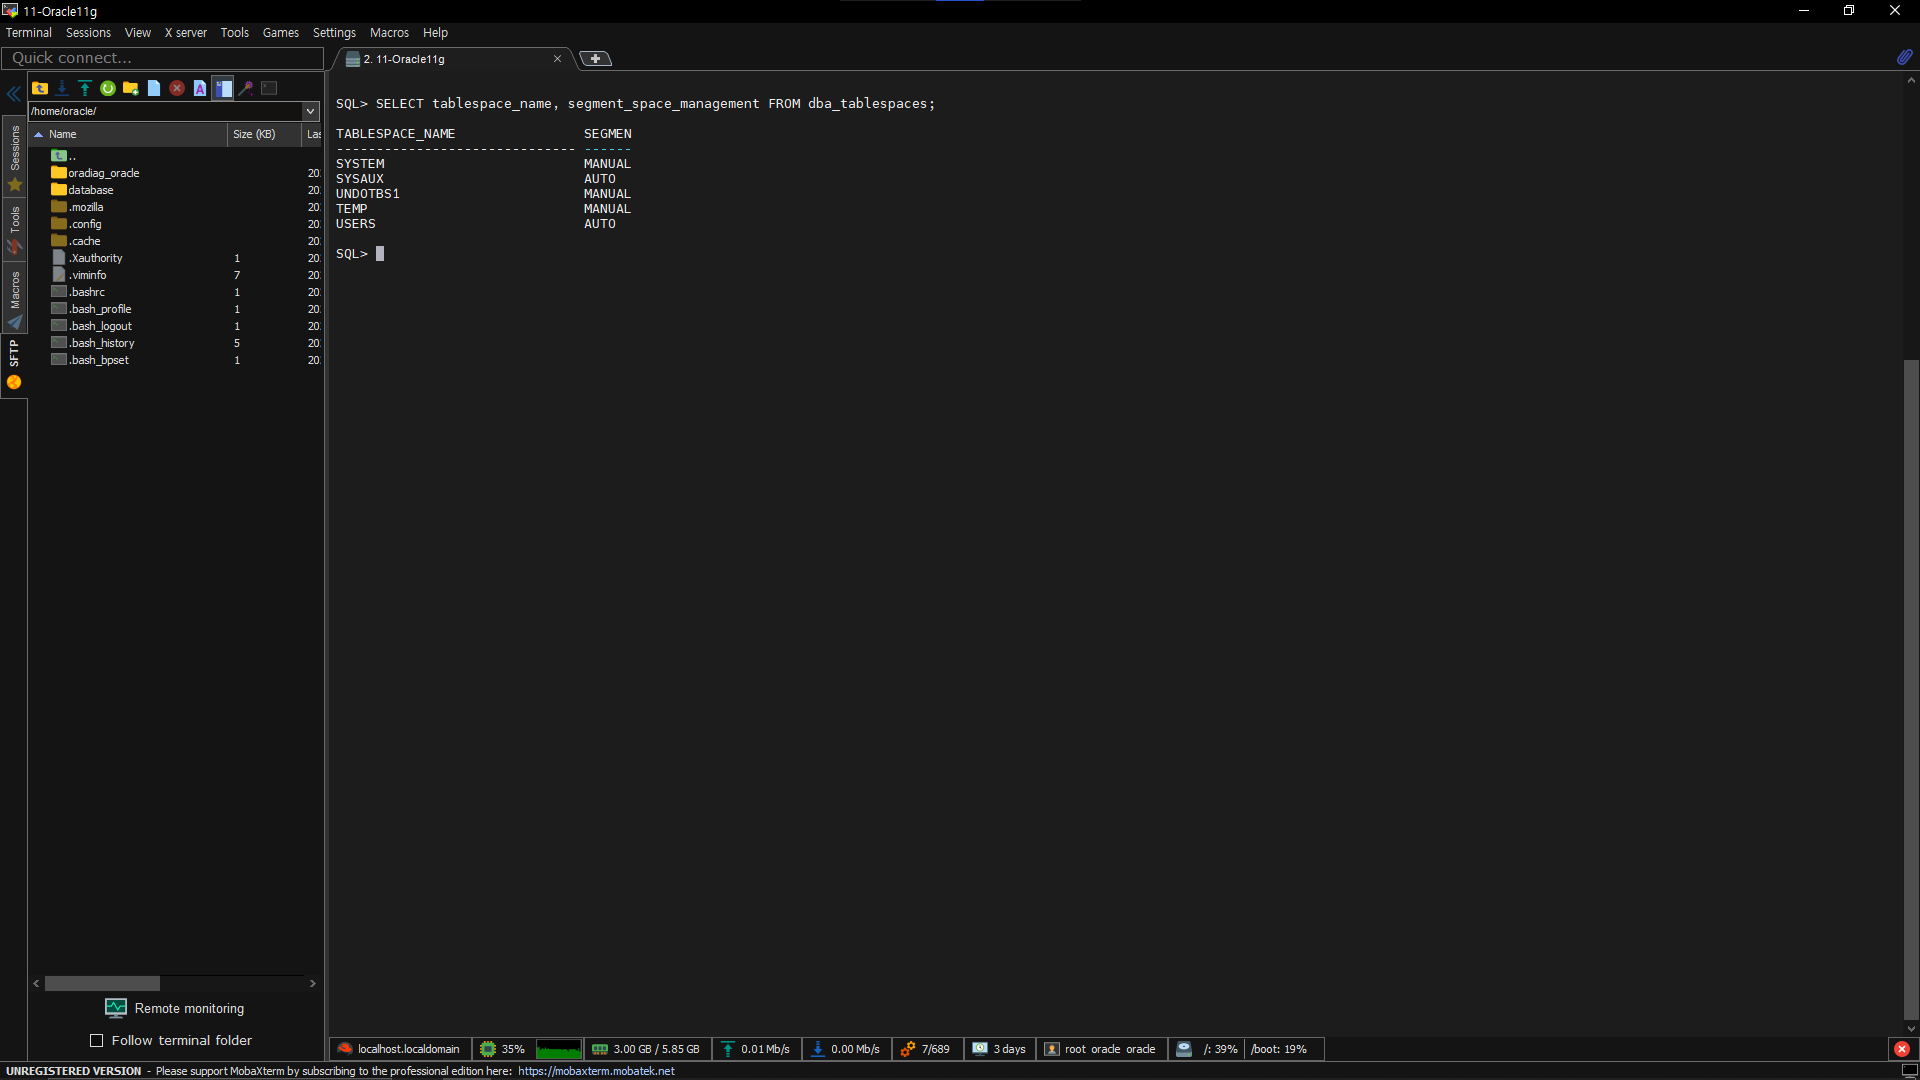 11-Oracle11g
Terminal Sessions View X server Tools Games Settings Macros Help
Quick connect...
2. 11-Oracle11g
/home/oracle/
Name Size (KB) Las
..
oradiag_oracle 20
database 20
.mozilla 20
.config 20
.cache 20
.Xauthority 1 20
.viminfo 7 20
.bashrc 1 20
.bash_profile 1 20
.bash_logout 1 20
.bash_history 5 20
.bash_bpset 1 20
Sessions
Tools
Macros
SFTP
SQL> SELECT tablespace_name, segment_space_management FROM dba_tablespaces;
TABLESPACE_NAME SEGMEN
------------------------------ ------
SYSTEM MANUAL
SYSAUX AUTO
UNDOTBS1 MANUAL
TEMP MANUAL
USERS AUTO
SQL>
Remote monitoring
Follow terminal folder
localhost.localdomain 35% 3.00 GB / 5.85 GB 0.01 Mb/s 0.00 Mb/s 7/689 3 days root oracle oracle /: 39% /boot: 19%
UNREGISTERED VERSION - Please support MobaXterm by subscribing to the professional edition here: https://mobaxterm.mobatek.net